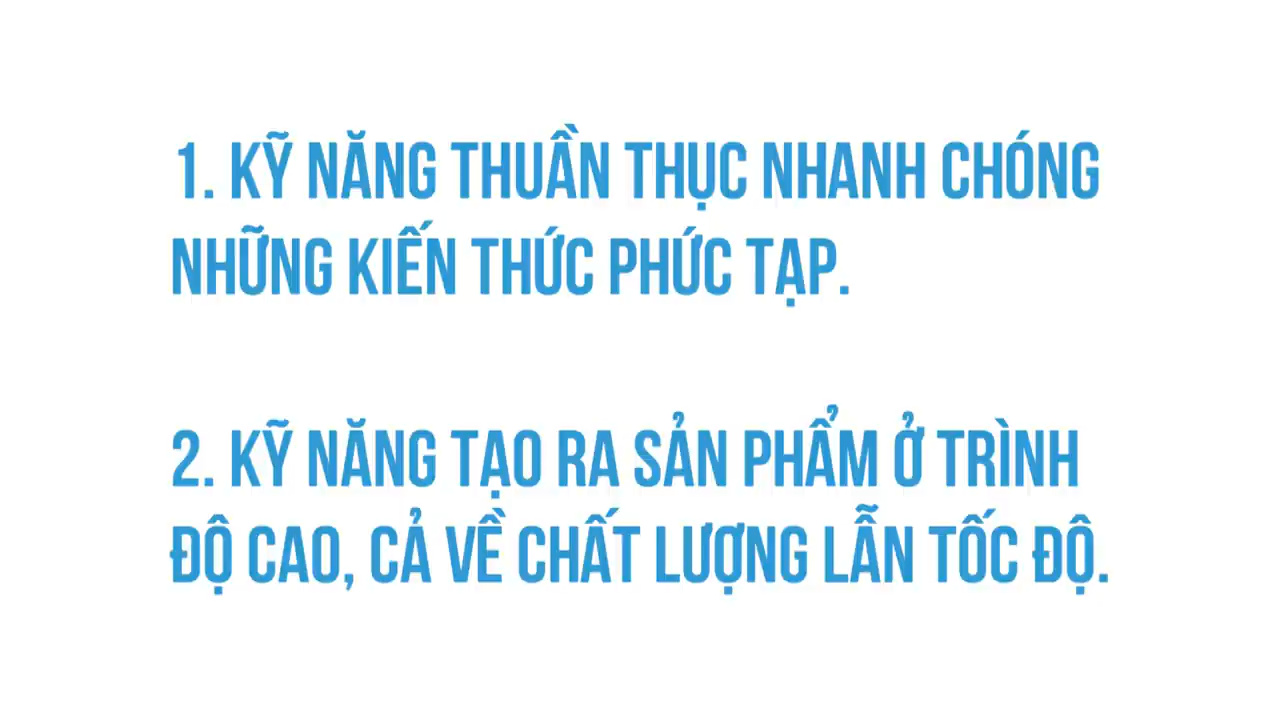 1. KỸ NĂNG THUẦN THỤC NHANH CHÓNG
NHỮNG KIẾN THỨC PHỨC TẠP.
2. KỸ NĂNG TẠO RA SẢN PHẨM Ở TRÌNH
ĐỘ CAO, CẢ VỀ CHẤT LƯỢNG LẪN TỐC ĐỘ.